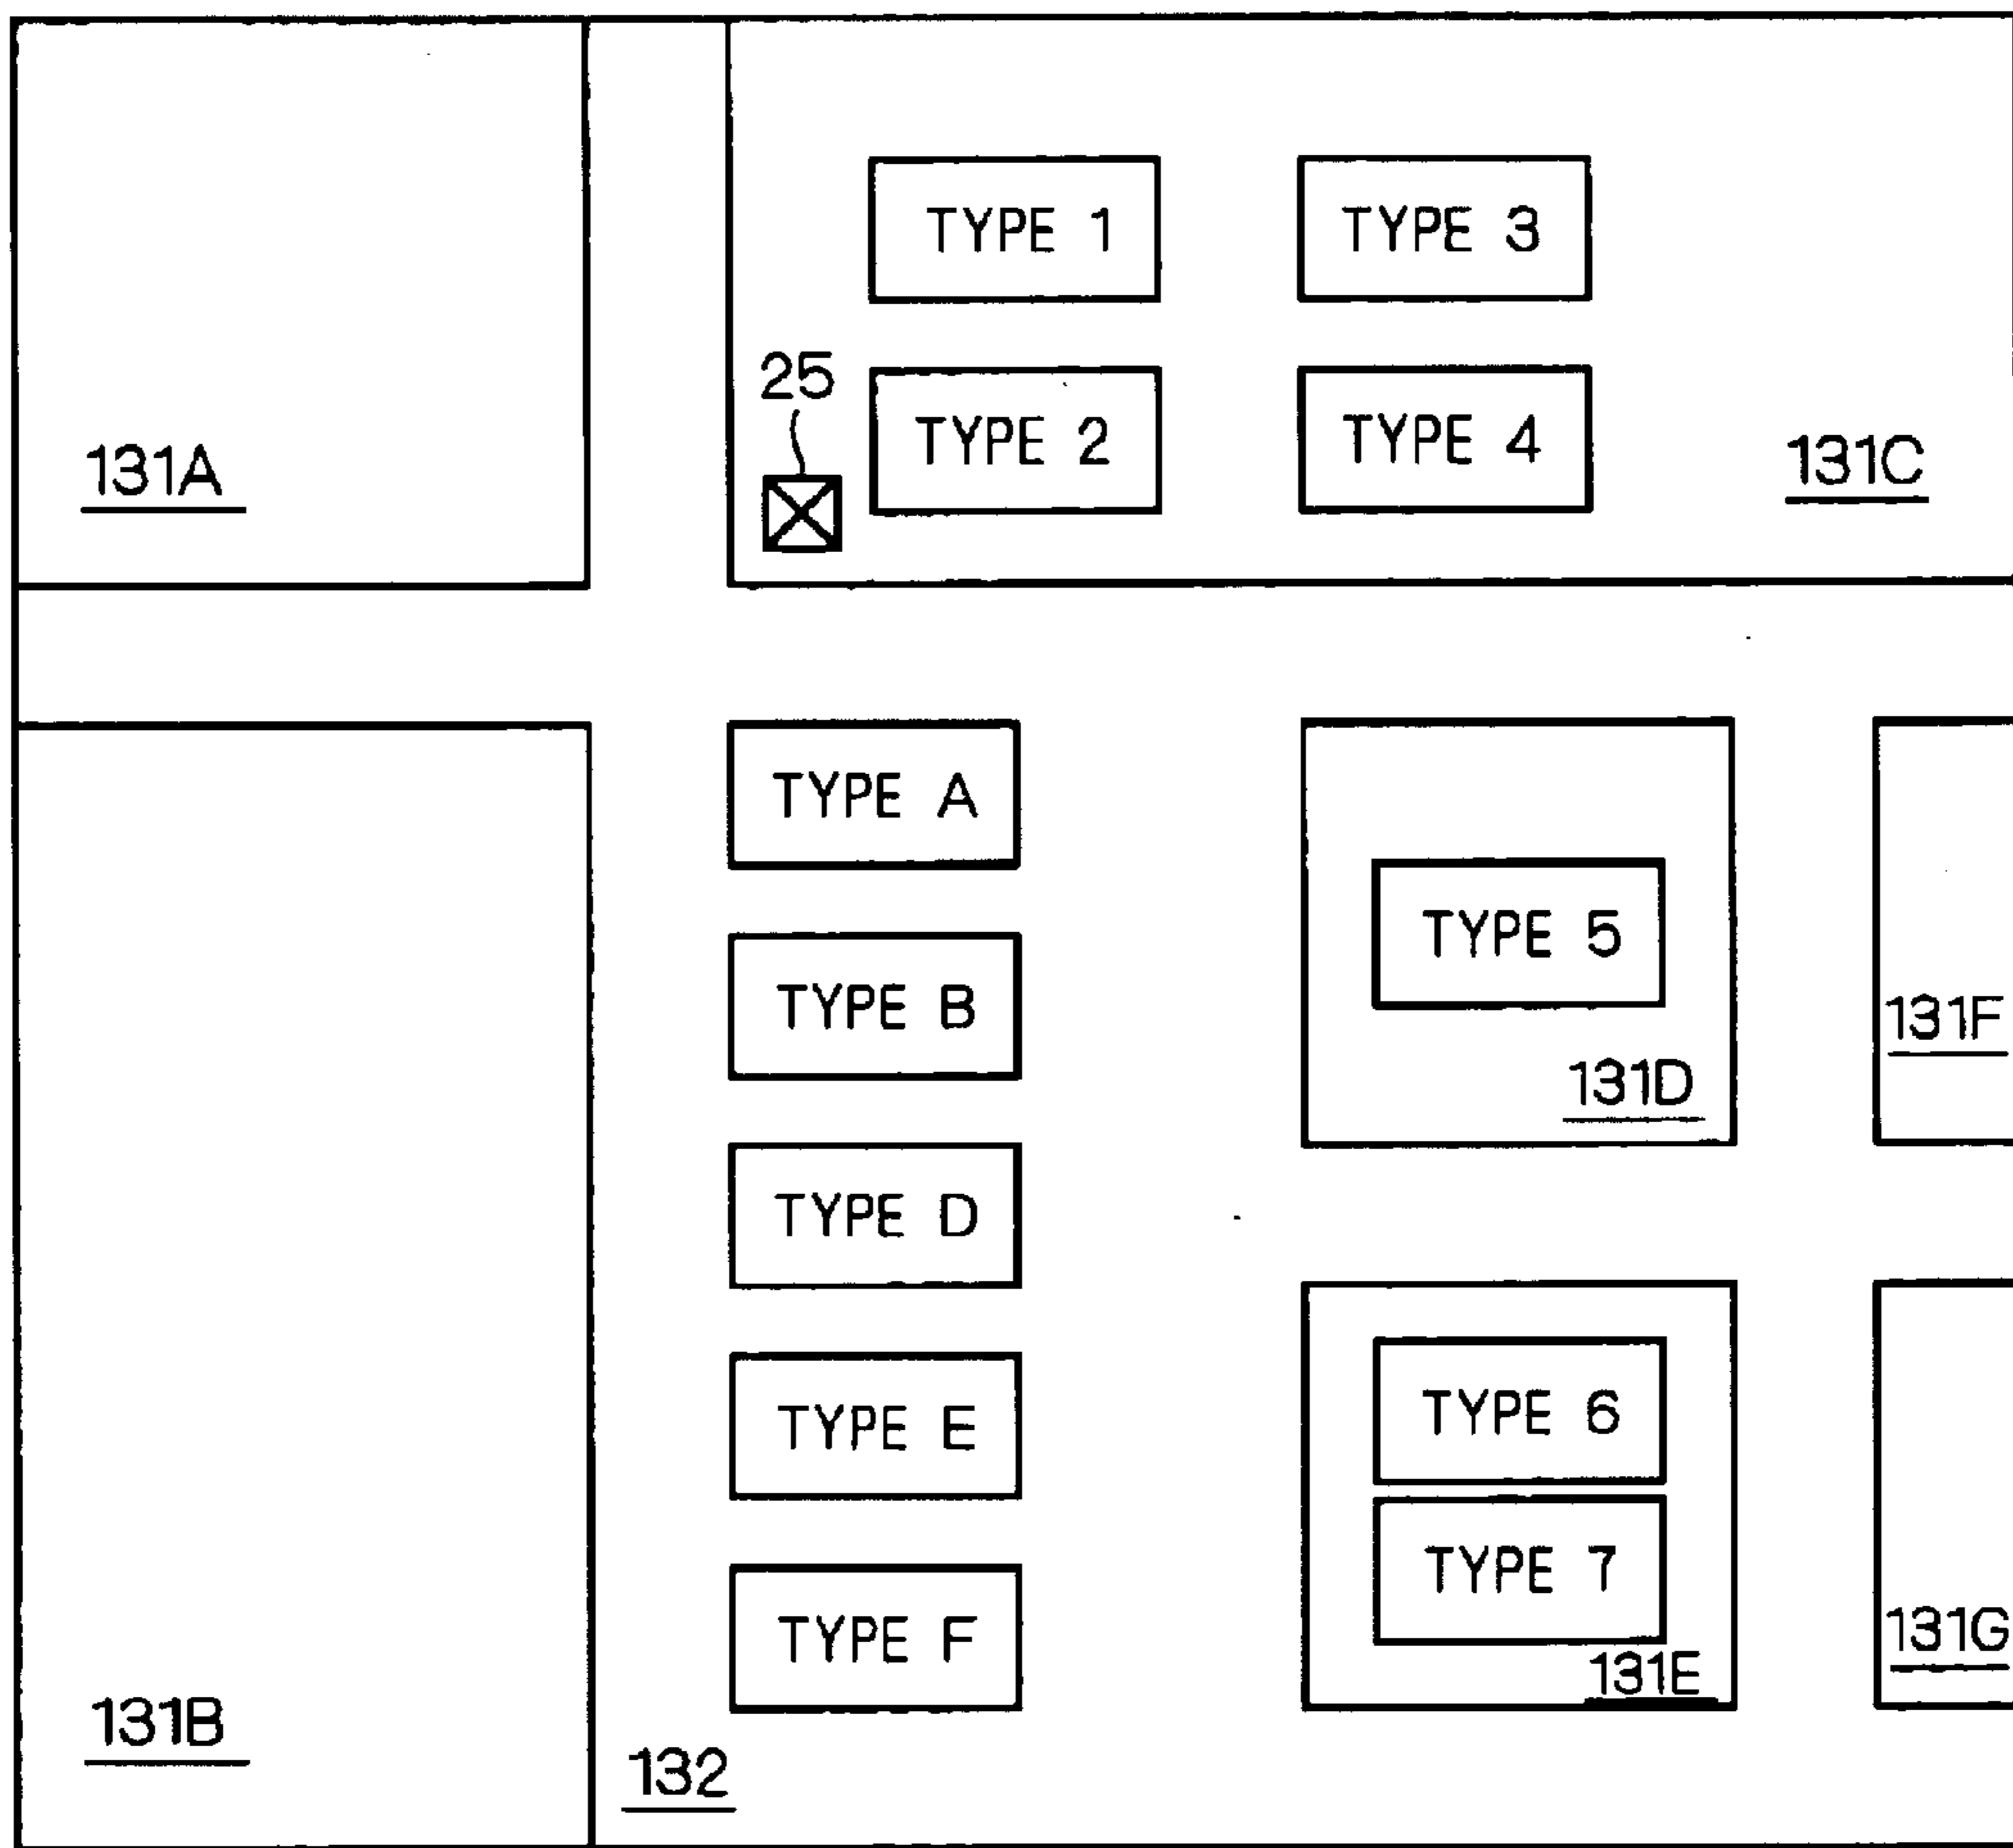 TYPE 1
TYPE 3
25
TYPE 2
TYPE 4
131A
131C
TYPE A
TYPE 5
TYPE B
131F
131D
TYPE D
TYPE E
TYPE 6
TYPE 7
TYPE F
131G
131E
131B
132